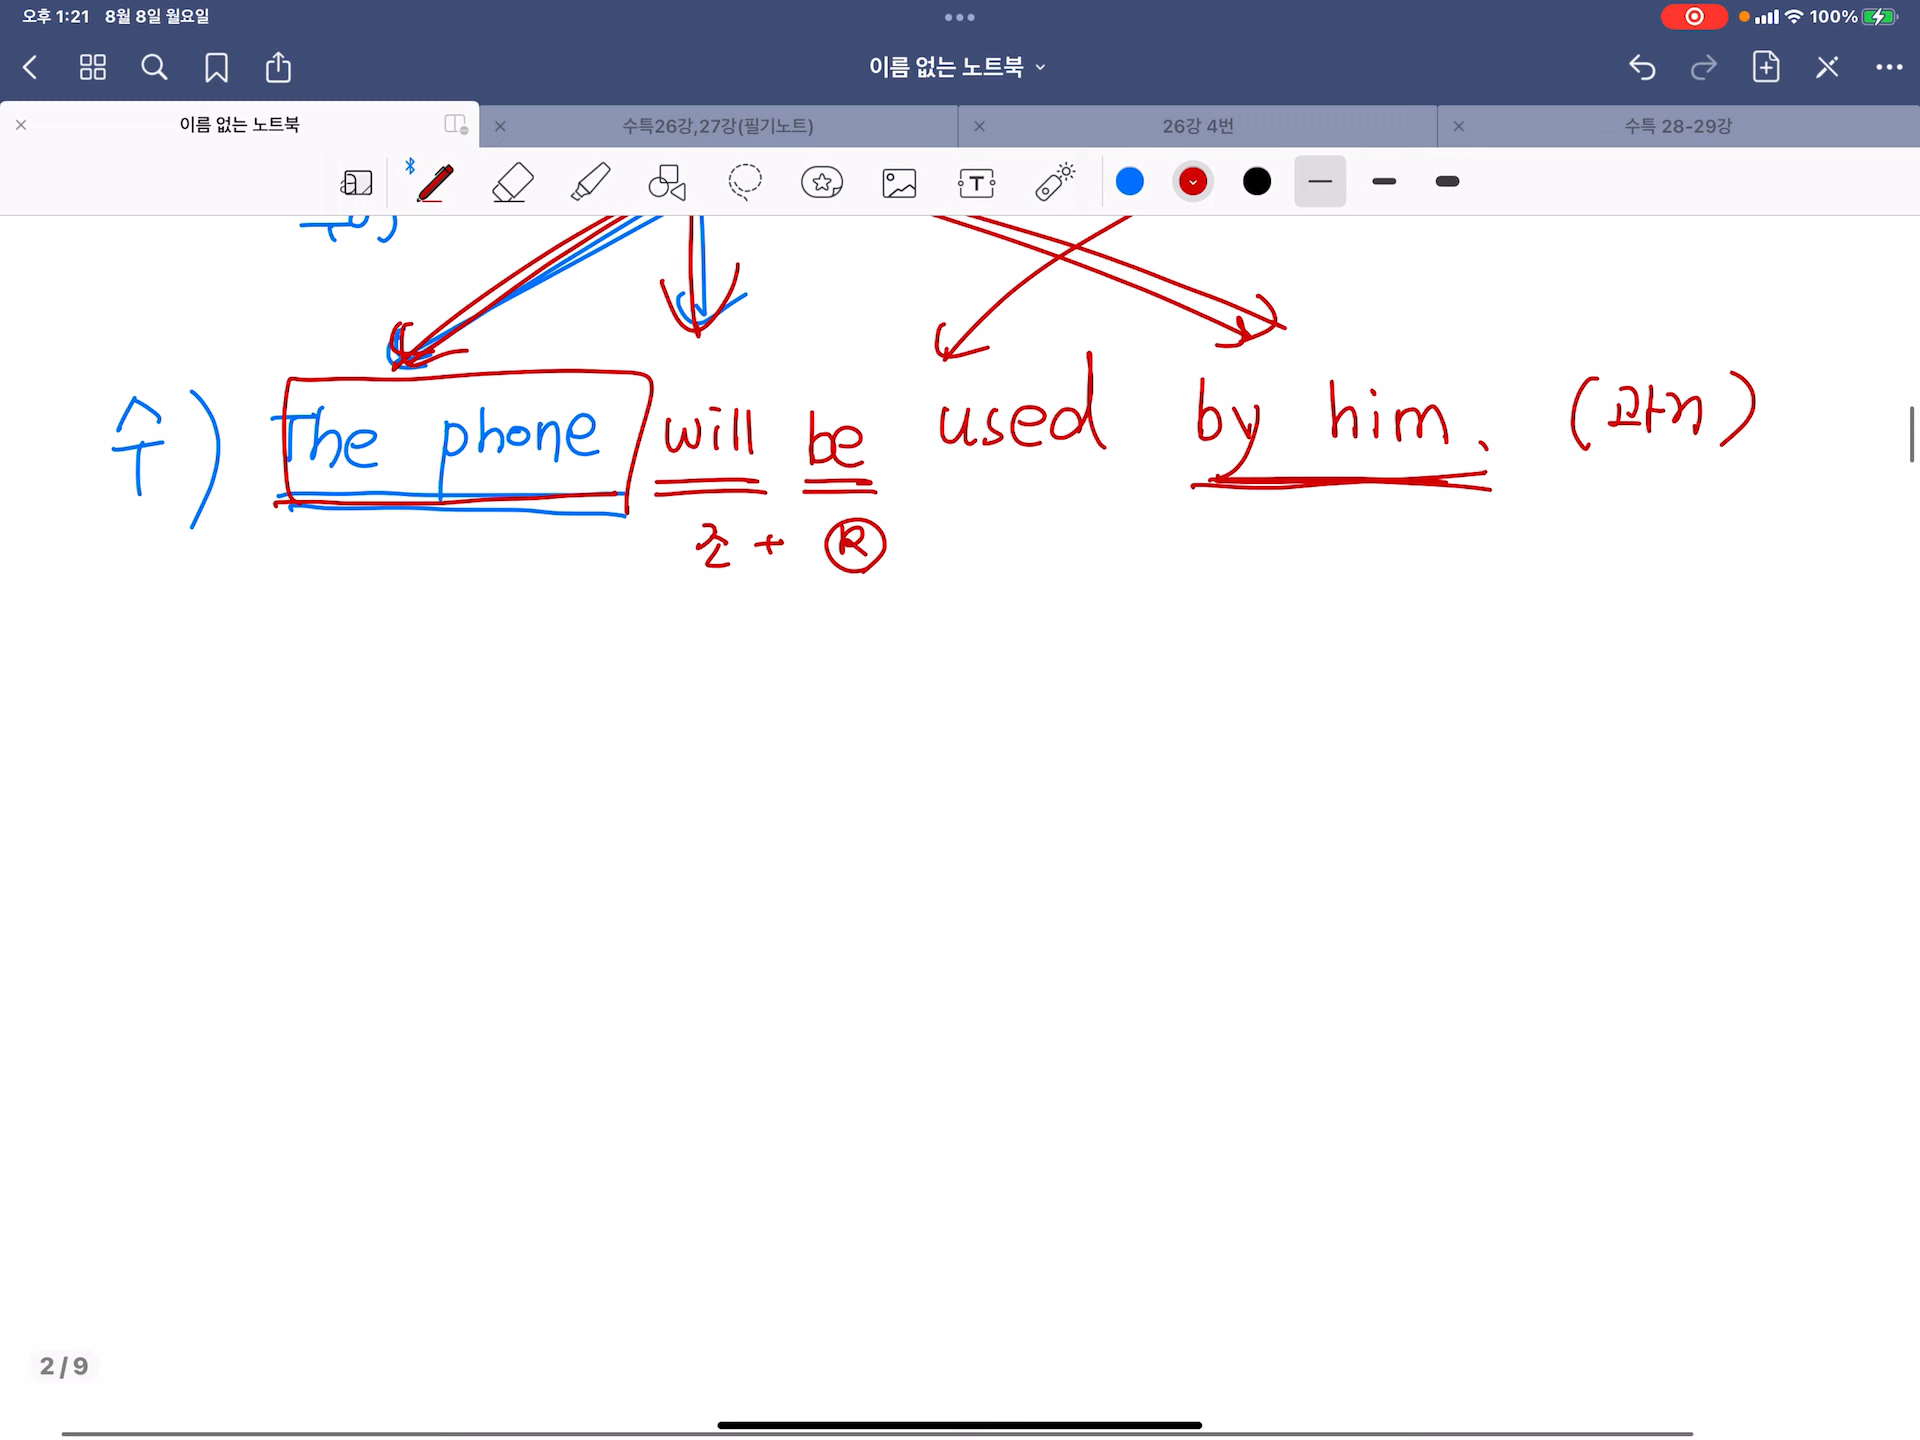 오후 1:21 8월 8일 월요일
100%
이름 없는 노트북
이름 없는 노트북
수특26강,27강(필기노트)
26강 4번
수특 28-29강
수) The phone will be used by him. (과거)
조 + R
2 / 9